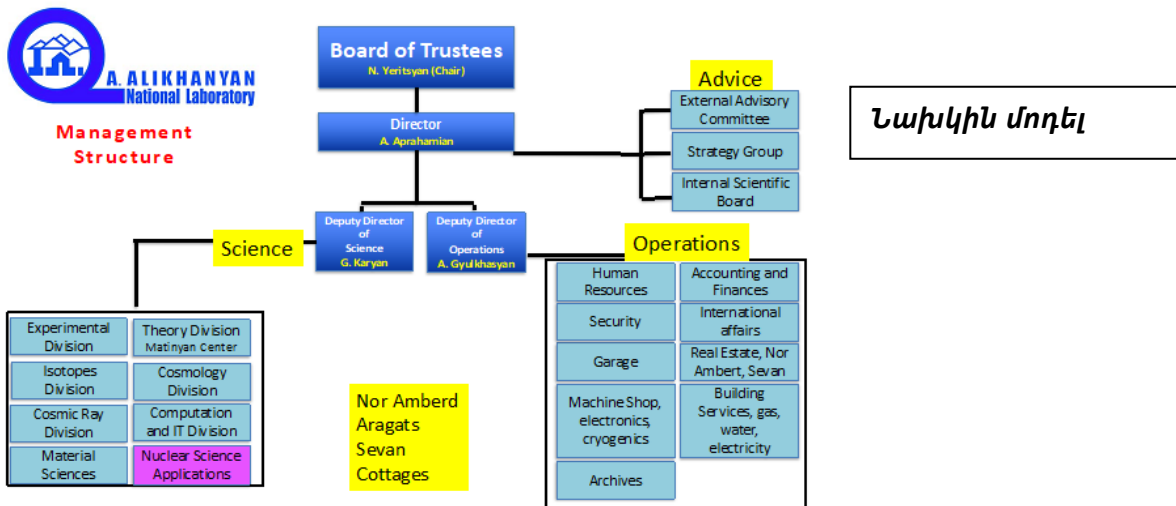 A. ALIKHANYAN
National Laboratory
Management
Structure
Board of Trustees
N. Yeritsyan (Chair)
Director
A. Aprahamian
Advice
External Advisory
Committee
Strategy Group
Internal Scientific
Board
Նախկին մոդել
Science
Deputy Director
of
Science
G. Karyan
Deputy Director
of
Operations
A. Gyulkhasyan
Operations
Experimental
Division
Theory Division
Matinyan Center
Isotopes
Division
Cosmology
Division
Cosmic Ray
Division
Computation
and IT Division
Material
Sciences
Nuclear Science
Applications
Nor Amberd
Aragats
Sevan
Cottages
Human
Resources
Accounting and
Finances
Security
International
affairs
Garage
Real Estate, Nor
Ambert, Sevan
Machine Shop,
electronics,
cryogenics
Building
Services, gas,
water,
electricity
Archives